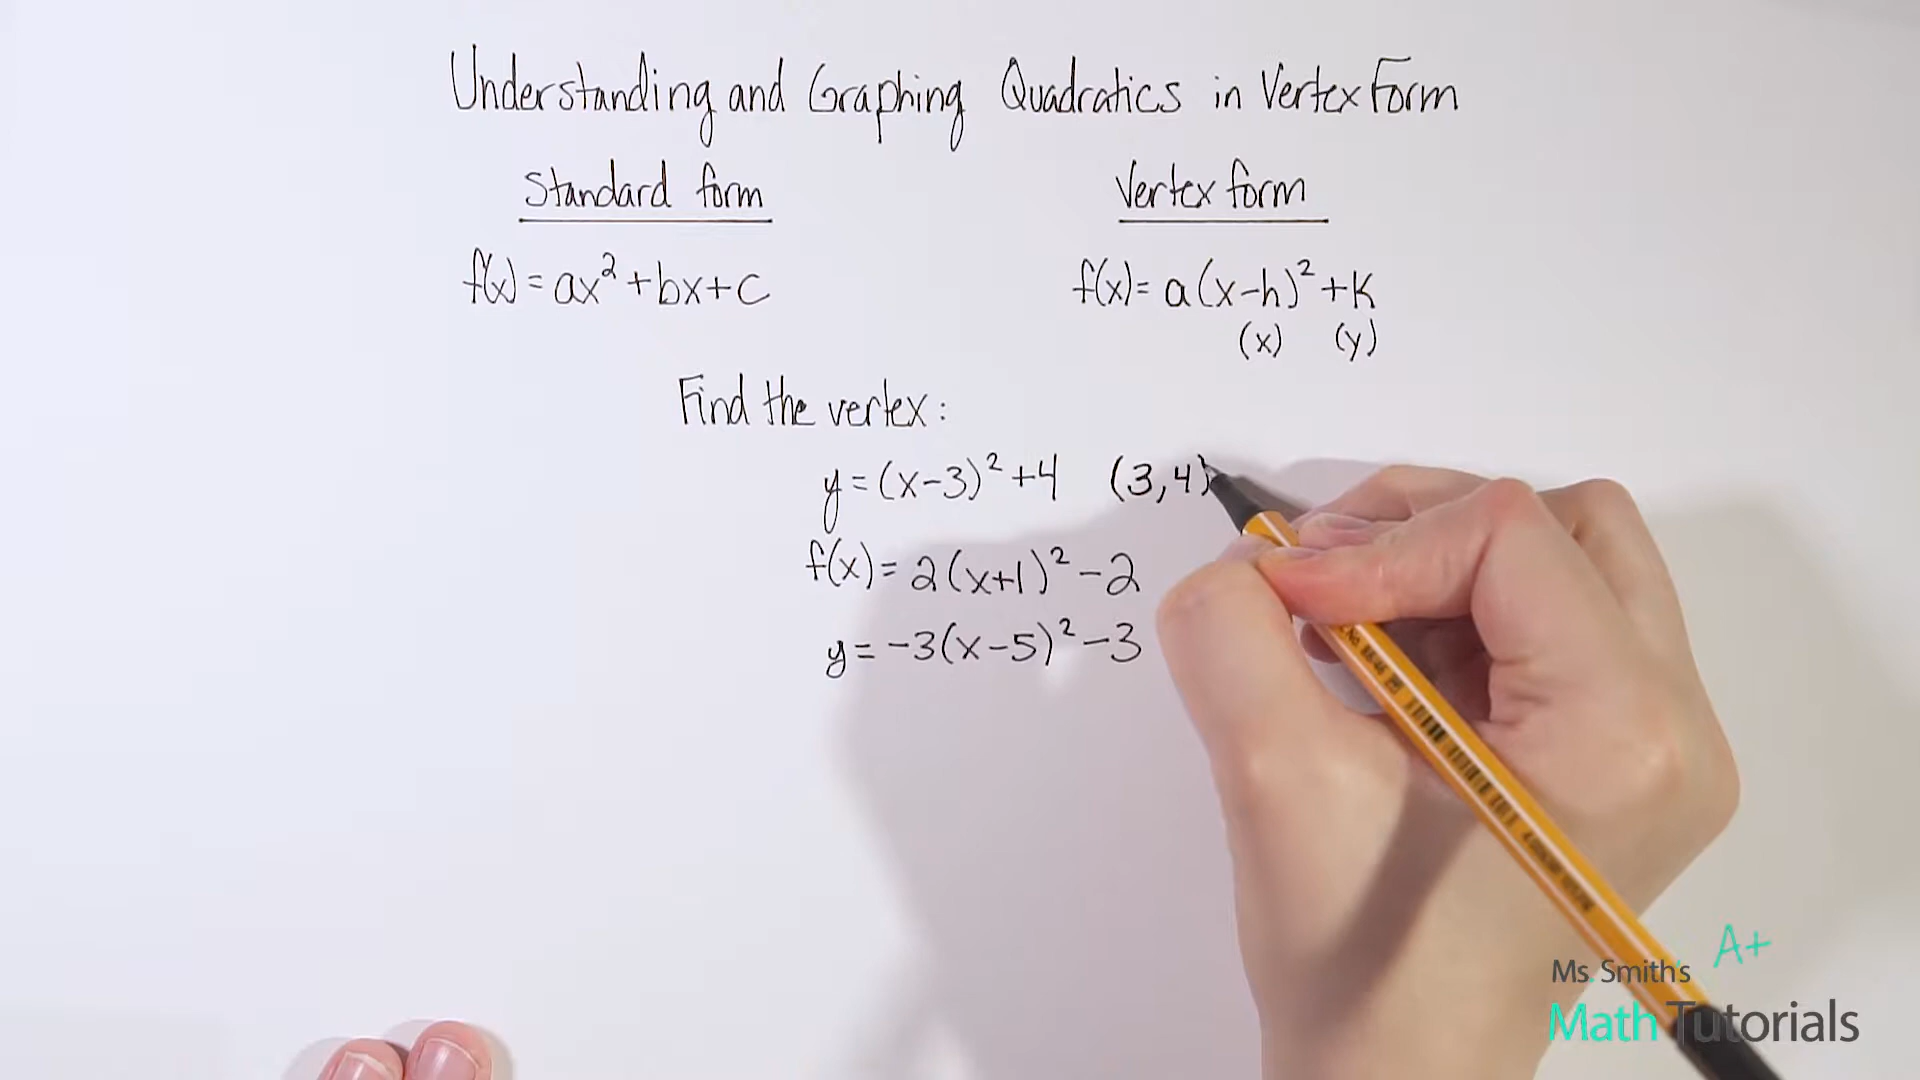 Understanding and Graphing Quadratics in Vertex Form
Standard form
Vertex form
f(x) = ax² + bx + c
f(x) = a(x-h)² + k
(x) (y)
Find the vertex:
y = (x-3)² + 4 (3,4)
f(x) = 2(x+1)² - 2
y = -3(x-5)² - 3
A+
Ms. Smith's
Math Tutorials